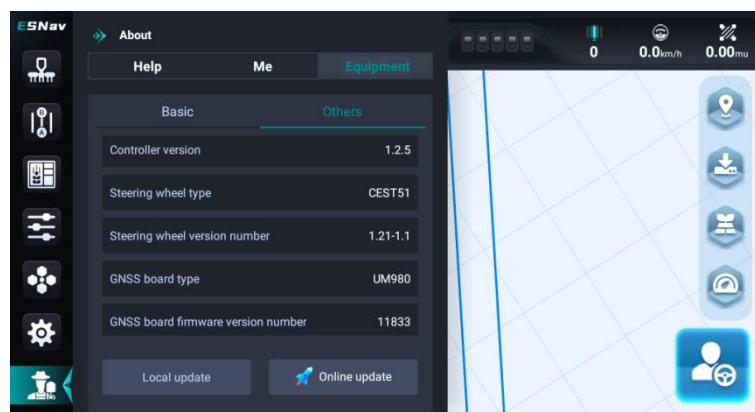 ESNav
About
Help Me Equipment
Basic Others
Controller version 1.2.5
Steering wheel type CEST51
Steering wheel version number 1.21-1.1
GNSS board type UM980
GNSS board firmware version number 11833
Local update Online update
0 0.0km/h 0.00mu